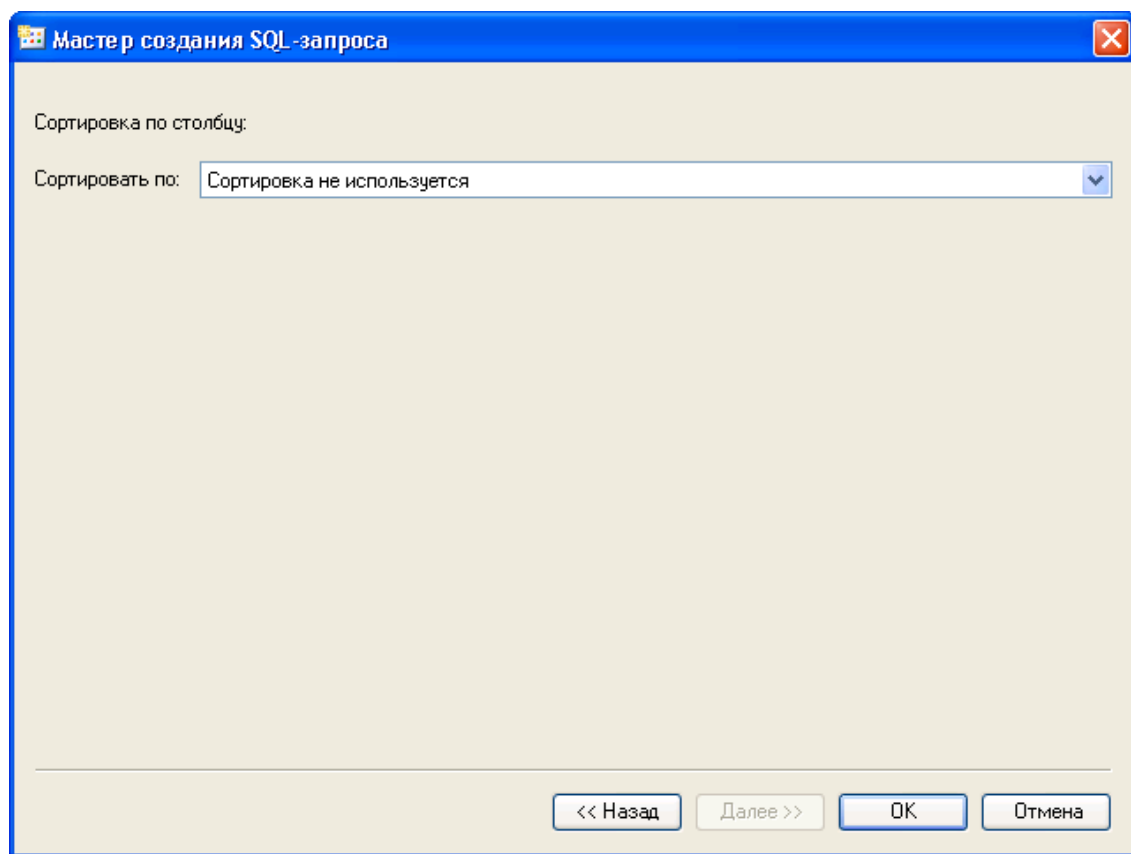 Мастер создания SQL-запроса
Сортировка по столбцу:
Сортировать по: Сортировка не используется
<< Назад Далее >> OK Отмена